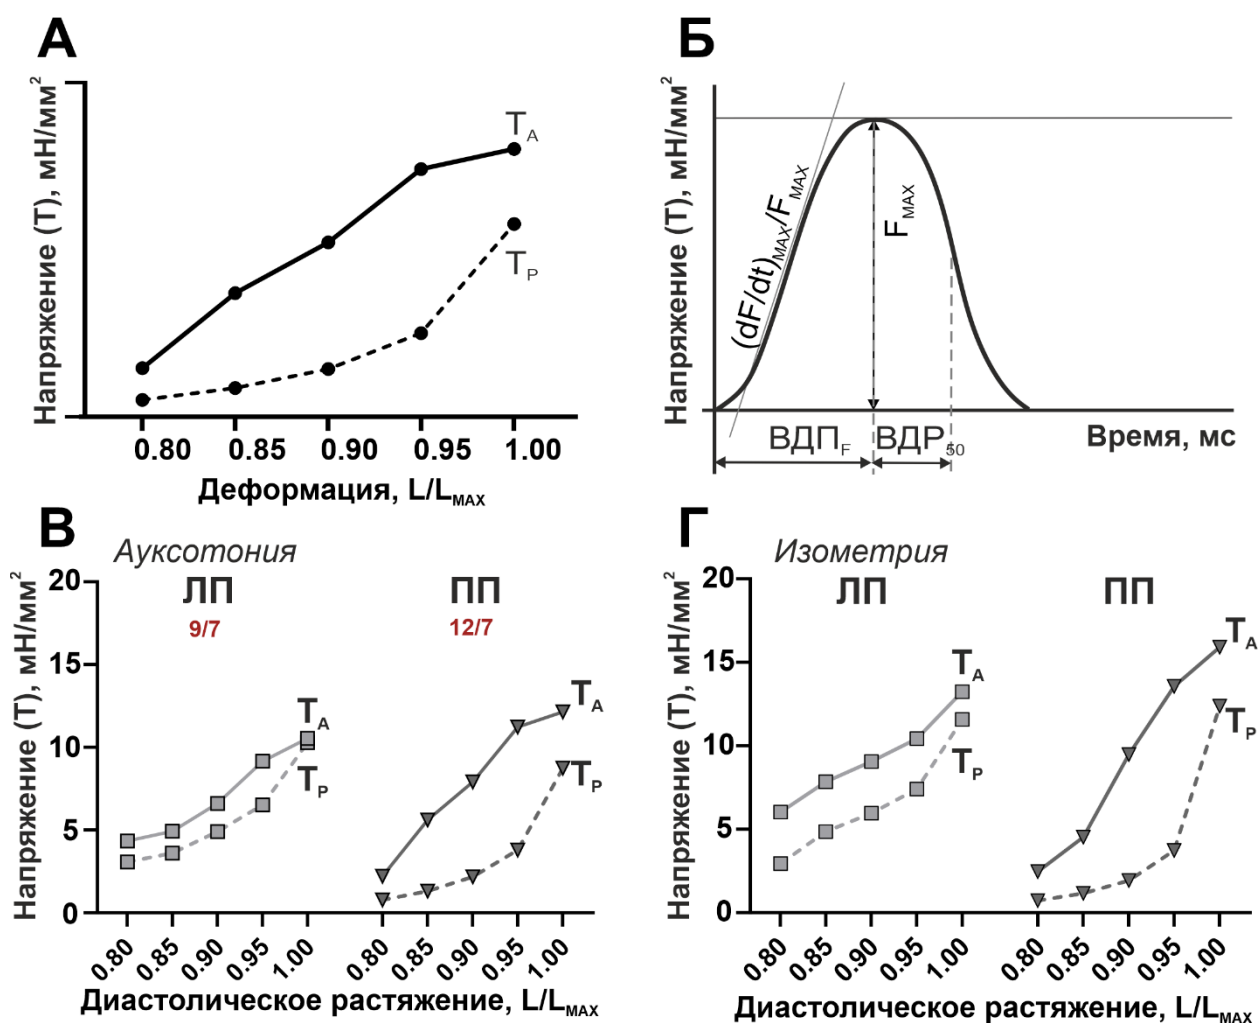 А
Напряжение (Т), мН/мм²
T_A
T_P
0.80 0.85 0.90 0.95 1.00
Деформация, L/L_MAX
Б
Напряжение (Т), мН/мм²
(dF/dt)_MAX/F_MAX
F_MAX
ВДП_F ВДР_50
Время, мс
В
Ауксотония
ЛП ПП
9/7 12/7
Напряжение (Т), мН/мм²
20
15
10
5
0
T_A
T_P
T_A
T_P
0.80 0.85 0.90 0.95 1.00 0.80 0.85 0.90 0.95 1.00
Диастолическое растяжение, L/L_MAX
Г
Изометрия
ЛП ПП
Напряжение (Т), мН/мм²
20
15
10
5
0
T_A
T_P
T_A
T_P
0.80 0.85 0.90 0.95 1.00 0.80 0.85 0.90 0.95 1.00
Диастолическое растяжение, L/L_MAX